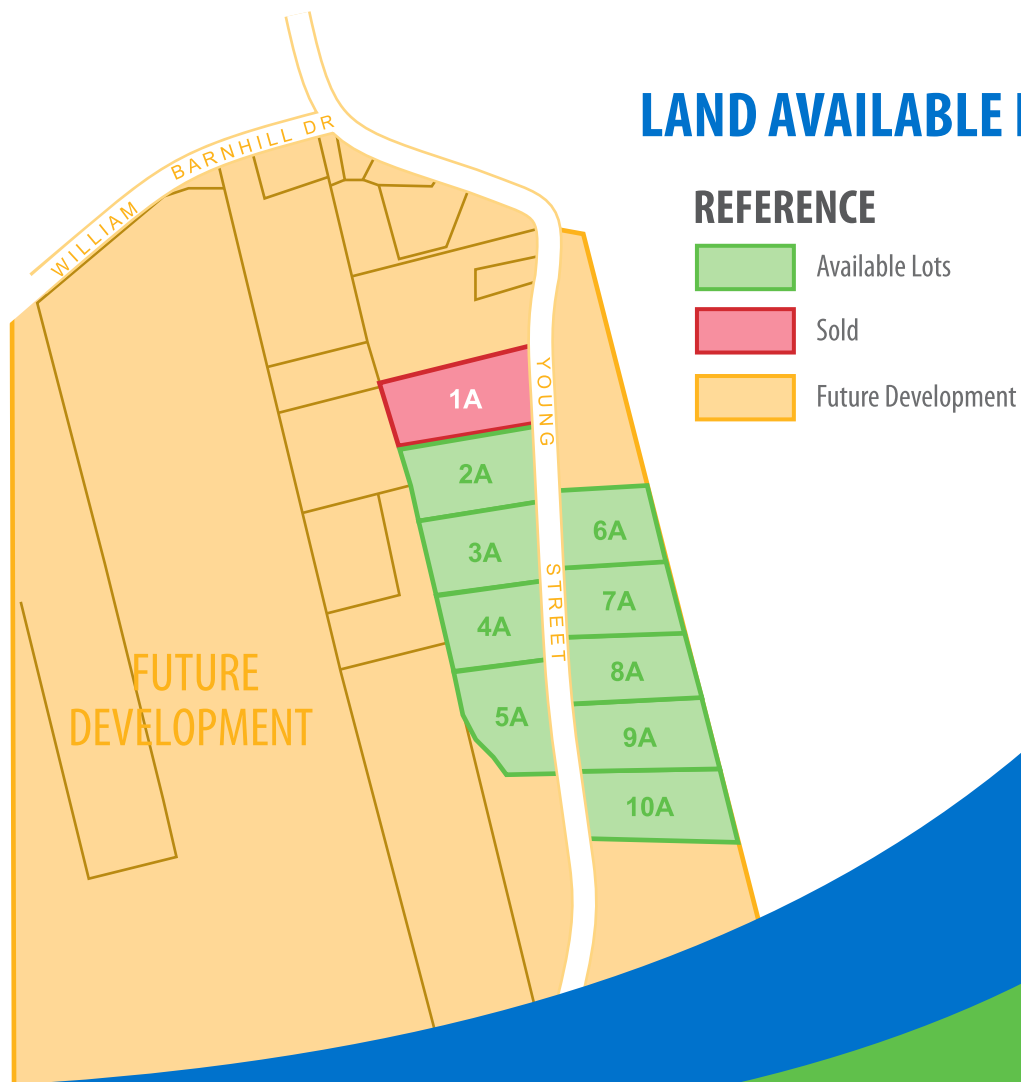 LAND AVAILABLE
REFERENCE
Available Lots
Sold
Future Development
WILLIAM BARNHILL DR
YOUNG STREET
1A
2A
3A
4A
5A
6A
7A
8A
9A
10A
FUTURE
DEVELOPMENT